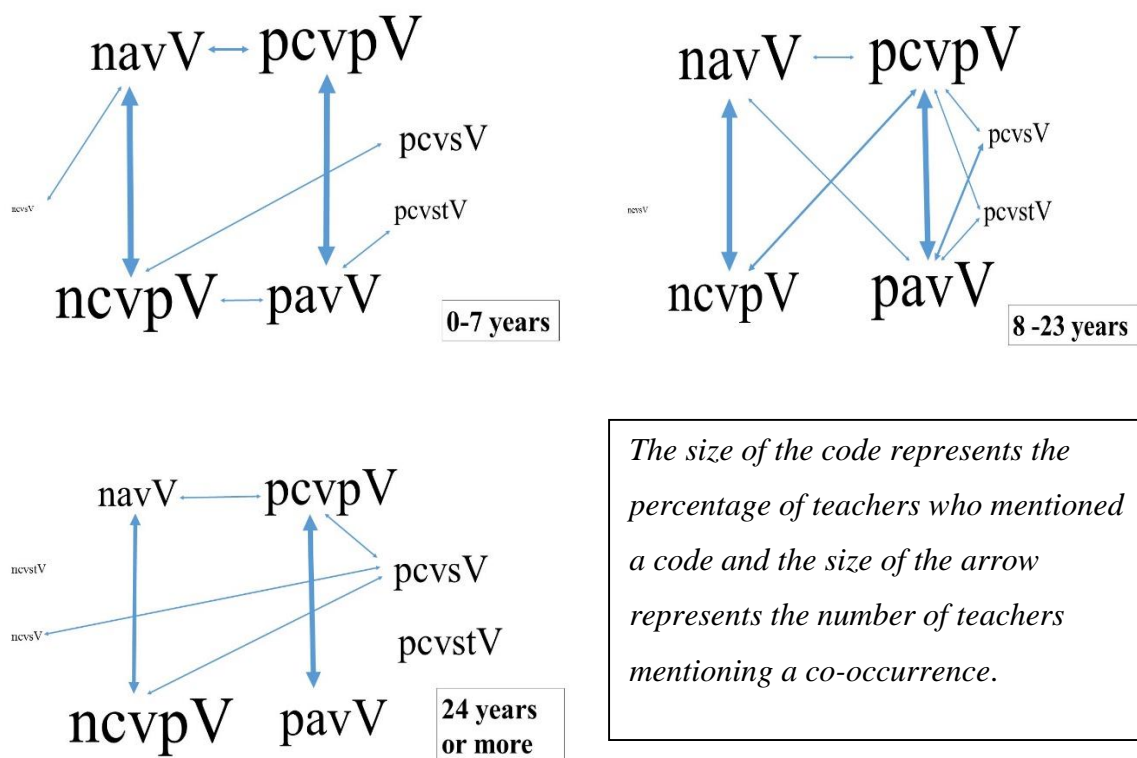 navV pcvpV
pcvsV
pcvstV
ncvsV
ncvpV pavV
0-7 years
navV pcvpV
pcvsV
ncvsV pcvstV
ncvpV pavV
8 -23 years
navV pcvpV
ncvstV
pcvsV
ncvsV
pcvstV
ncvpV pavV
24 years
or more
The size of the code represents the
percentage of teachers who mentioned
a code and the size of the arrow
represents the number of teachers
mentioning a co-occurrence.